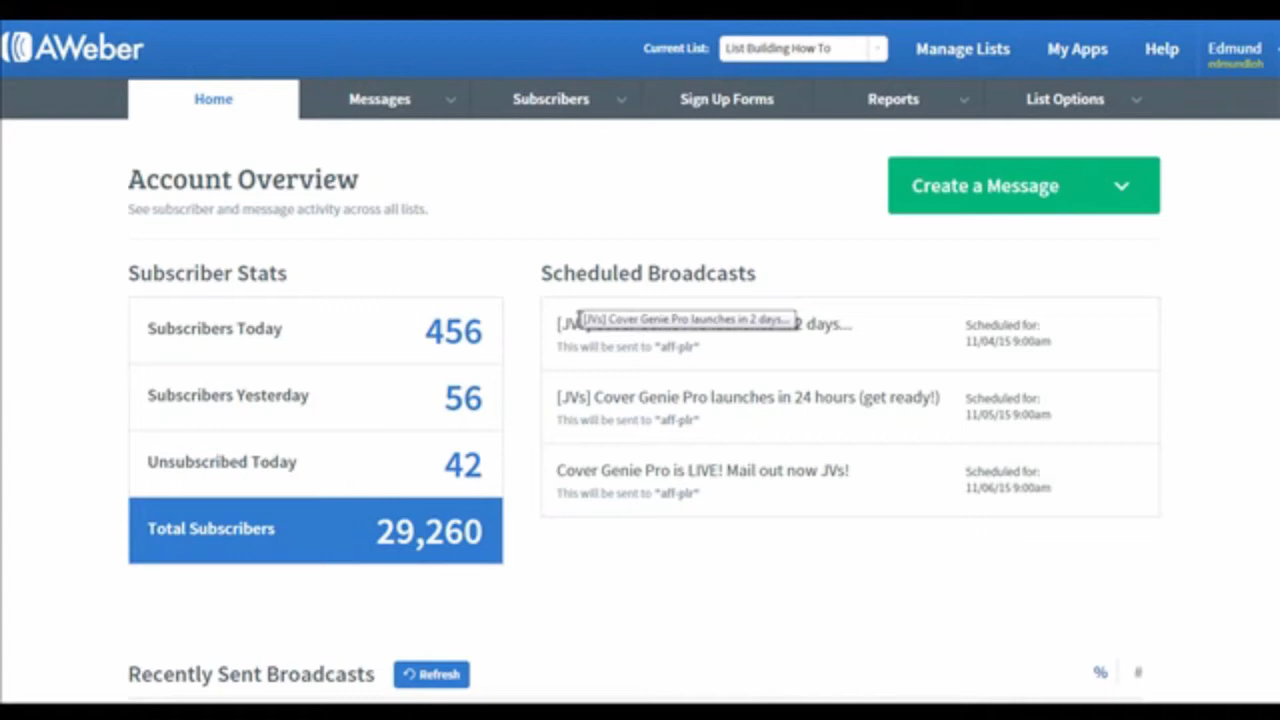 AWeber
Current List: List Building How To
Manage Lists
My Apps
Help
Edmund
edmundloh
Home
Messages
Subscribers
Sign Up Forms
Reports
List Options
Account Overview
See subscriber and message activity across all lists.
Create a Message
Subscriber Stats
Subscribers Today 456
Subscribers Yesterday 56
Unsubscribed Today 42
Total Subscribers 29,260
Scheduled Broadcasts
[JVs] Cover Genie Pro launches in 2 days...
[JV 2 days...
This will be sent to "aff-plr"
Scheduled for:
11/04/15 9:00am
[JVs] Cover Genie Pro launches in 24 hours (get ready!)
This will be sent to "aff-plr"
Scheduled for:
11/05/15 9:00am
Cover Genie Pro is LIVE! Mail out now JVs!
This will be sent to "aff-plr"
Scheduled for:
11/06/15 9:00am
Recently Sent Broadcasts
Refresh
% #